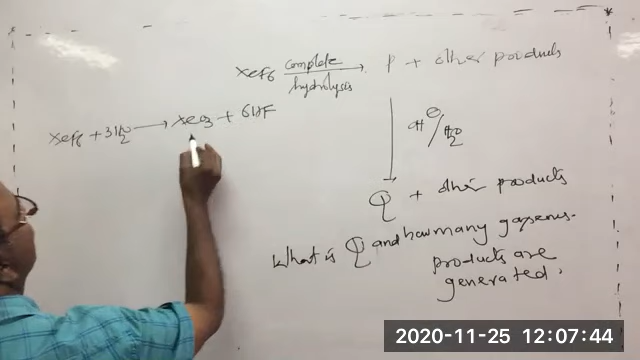 XeF6 complete hydrolysis → P + other products
XeF6 + 3H2O → XeO3 + 6HF
OH⊖/H2O
Q + other products
What is Q and how many gaseous
products are
generated.
2020-11-25 12:07:44